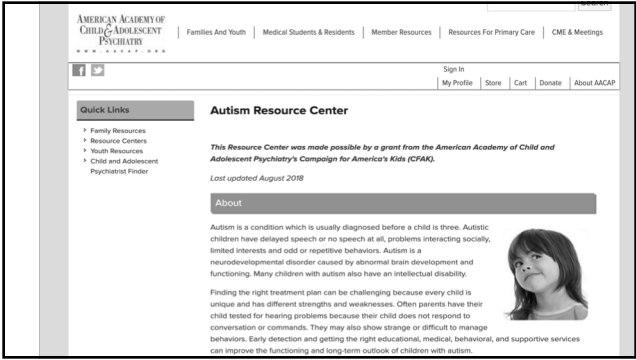 Search
AMERICAN ACADEMY OF
CHILD & ADOLESCENT
PSYCHIATRY
WWW.AACAP.ORG
Families And Youth
Medical Students & Residents
Member Resources
Resources For Primary Care
CME & Meetings
Sign In
My Profile
Store
Cart
Donate
About AACAP
Quick Links
Family Resources
Resource Centers
Youth Resources
Child and Adolescent
Psychiatrist Finder
Autism Resource Center
This Resource Center was made possible by a grant from the American Academy of Child and
Adolescent Psychiatry's Campaign for America's Kids (CFAK).
Last updated August 2018
About
Autism is a condition which is usually diagnosed before a child is three. Autistic
children have delayed speech or no speech at all, problems interacting socially,
limited interests and odd or repetitive behaviors. Autism is a
neurodevelopmental disorder caused by abnormal brain development and
functioning. Many children with autism also have an intellectual disability.
Finding the right treatment plan can be challenging because every child is
unique and has different strengths and weaknesses. Often parents have their
child tested for hearing problems because their child does not respond to
conversation or commands. They may also show strange or difficult to manage
behaviors. Early detection and getting the right educational, medical, behavioral, and supportive services
can improve the functioning and long-term outlook of children with autism.